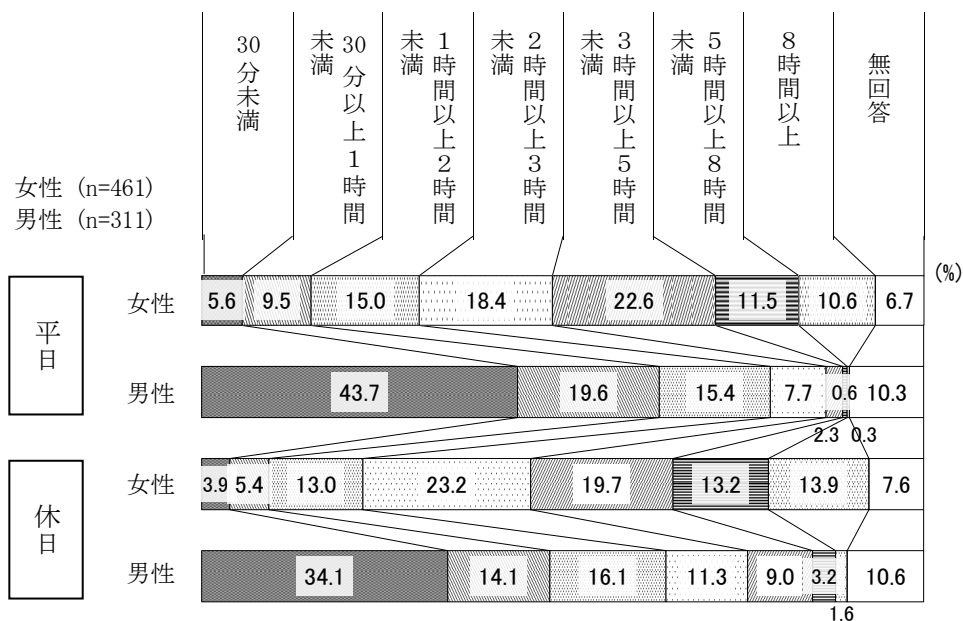 30分未満
30分以上1時間
未満
1時間以上2時間
未満
2時間以上3時間
未満
3時間以上5時間
未満
5時間以上8時間
未満
8時間以上
無回答
女性 (n=461)
男性 (n=311)
(%)
平日
女性 5.6 9.5 15.0 18.4 22.6 11.5 10.6 6.7
男性 43.7 19.6 15.4 7.7 0.6 10.3
2.3 0.3
休日
女性 3.9 5.4 13.0 23.2 19.7 13.2 13.9 7.6
男性 34.1 14.1 16.1 11.3 9.0 3.2 10.6
1.6